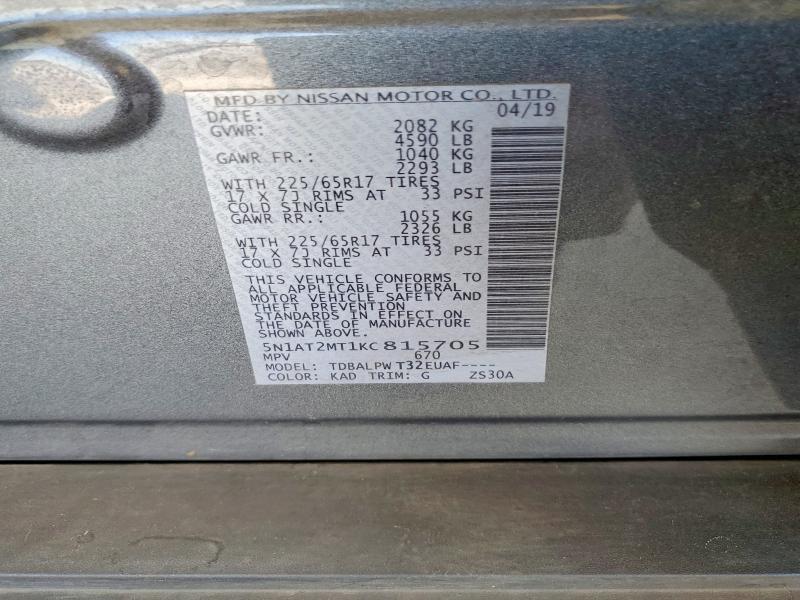 MFD BY NISSAN MOTOR CO., LTD.
DATE: 04/19
GVWR: 2082 KG
4590 LB
GAWR FR.: 1040 KG
2293 LB
WITH 225/65R17 TIRES
17 X 7J RIMS AT 33 PSI
COLD SINGLE
GAWR RR.: 1055 KG
2326 LB
WITH 225/65R17 TIRES
17 X 7J RIMS AT 33 PSI
COLD SINGLE
THIS VEHICLE CONFORMS TO
ALL APPLICABLE FEDERAL
MOTOR VEHICLE SAFETY AND
THEFT PREVENTION
STANDARDS IN EFFECT ON
THE DATE OF MANUFACTURE
SHOWN ABOVE.
5N1AT2MT1KC815705
MPV 670
MODEL: TDBALPW T32EUAF----
COLOR: KAD TRIM: G ZS30A